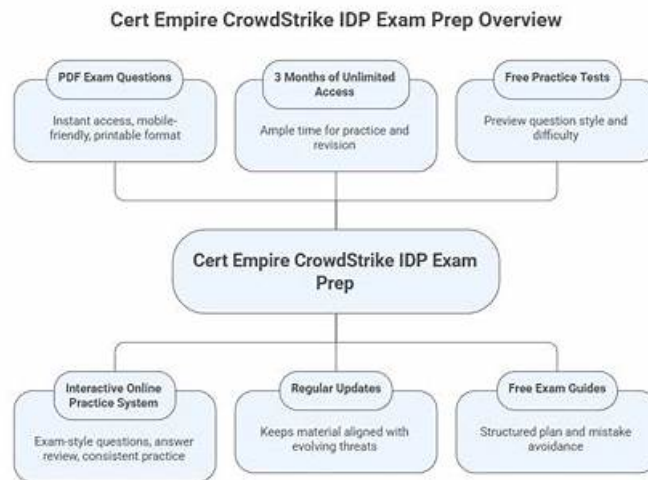 Cert Empire CrowdStrike IDP Exam Prep Overview
PDF Exam Questions
Instant access, mobile-
friendly, printable format
3 Months of Unlimited
Access
Ample time for practice and
revision
Free Practice Tests
Preview question style and
difficulty
Cert Empire CrowdStrike IDP Exam
Prep
Interactive Online
Practice System
Exam-style questions, answer
review, consistent practice
Regular Updates
Keeps material aligned with
evolving threats
Free Exam Guides
Structured plan and mistake
avoidance